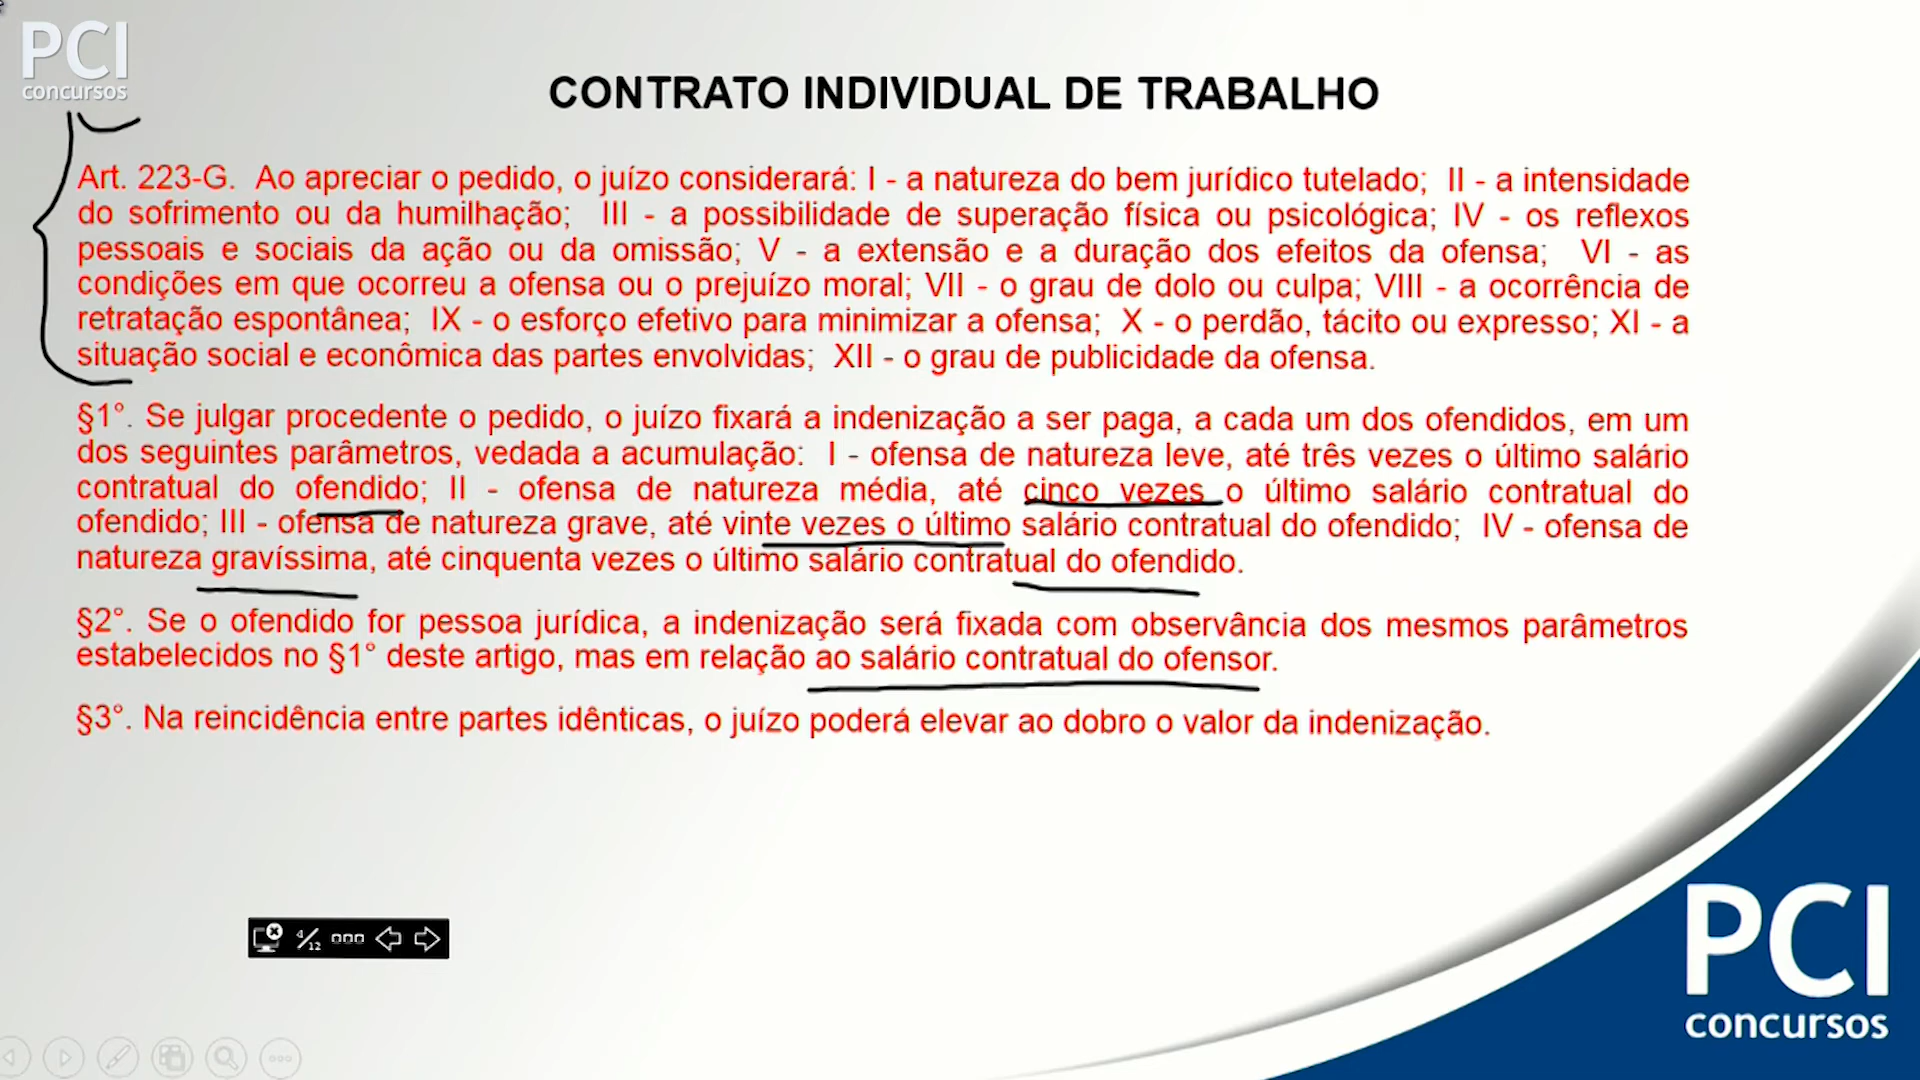 PCI
concursos
CONTRATO INDIVIDUAL DE TRABALHO
Art. 223-G. Ao apreciar o pedido, o juízo considerará: I - a natureza do bem jurídico tutelado; II - a intensidade
do sofrimento ou da humilhação; III - a possibilidade de superação física ou psicológica; IV - os reflexos
pessoais e sociais da ação ou da omissão; V - a extensão e a duração dos efeitos da ofensa; VI - as
condições em que ocorreu a ofensa ou o prejuízo moral; VII - o grau de dolo ou culpa; VIII - a ocorrência de
retratação espontânea; IX - o esforço efetivo para minimizar a ofensa; X - o perdão, tácito ou expresso; XI - a
situação social e econômica das partes envolvidas; XII - o grau de publicidade da ofensa.
§1°. Se julgar procedente o pedido, o juízo fixará a indenização a ser paga, a cada um dos ofendidos, em um
dos seguintes parâmetros, vedada a acumulação: I - ofensa de natureza leve, até três vezes o último salário
contratual do ofendido; II - ofensa de natureza média, até cinco vezes o último salário contratual do
ofendido; III - ofensa de natureza grave, até vinte vezes o último salário contratual do ofendido; IV - ofensa de
natureza gravíssima, até cinquenta vezes o último salário contratual do ofendido.
§2°. Se o ofendido for pessoa jurídica, a indenização será fixada com observância dos mesmos parâmetros
estabelecidos no §1° deste artigo, mas em relação ao salário contratual do ofensor.
§3°. Na reincidência entre partes idênticas, o juízo poderá elevar ao dobro o valor da indenização.
4/12
PCI
concursos